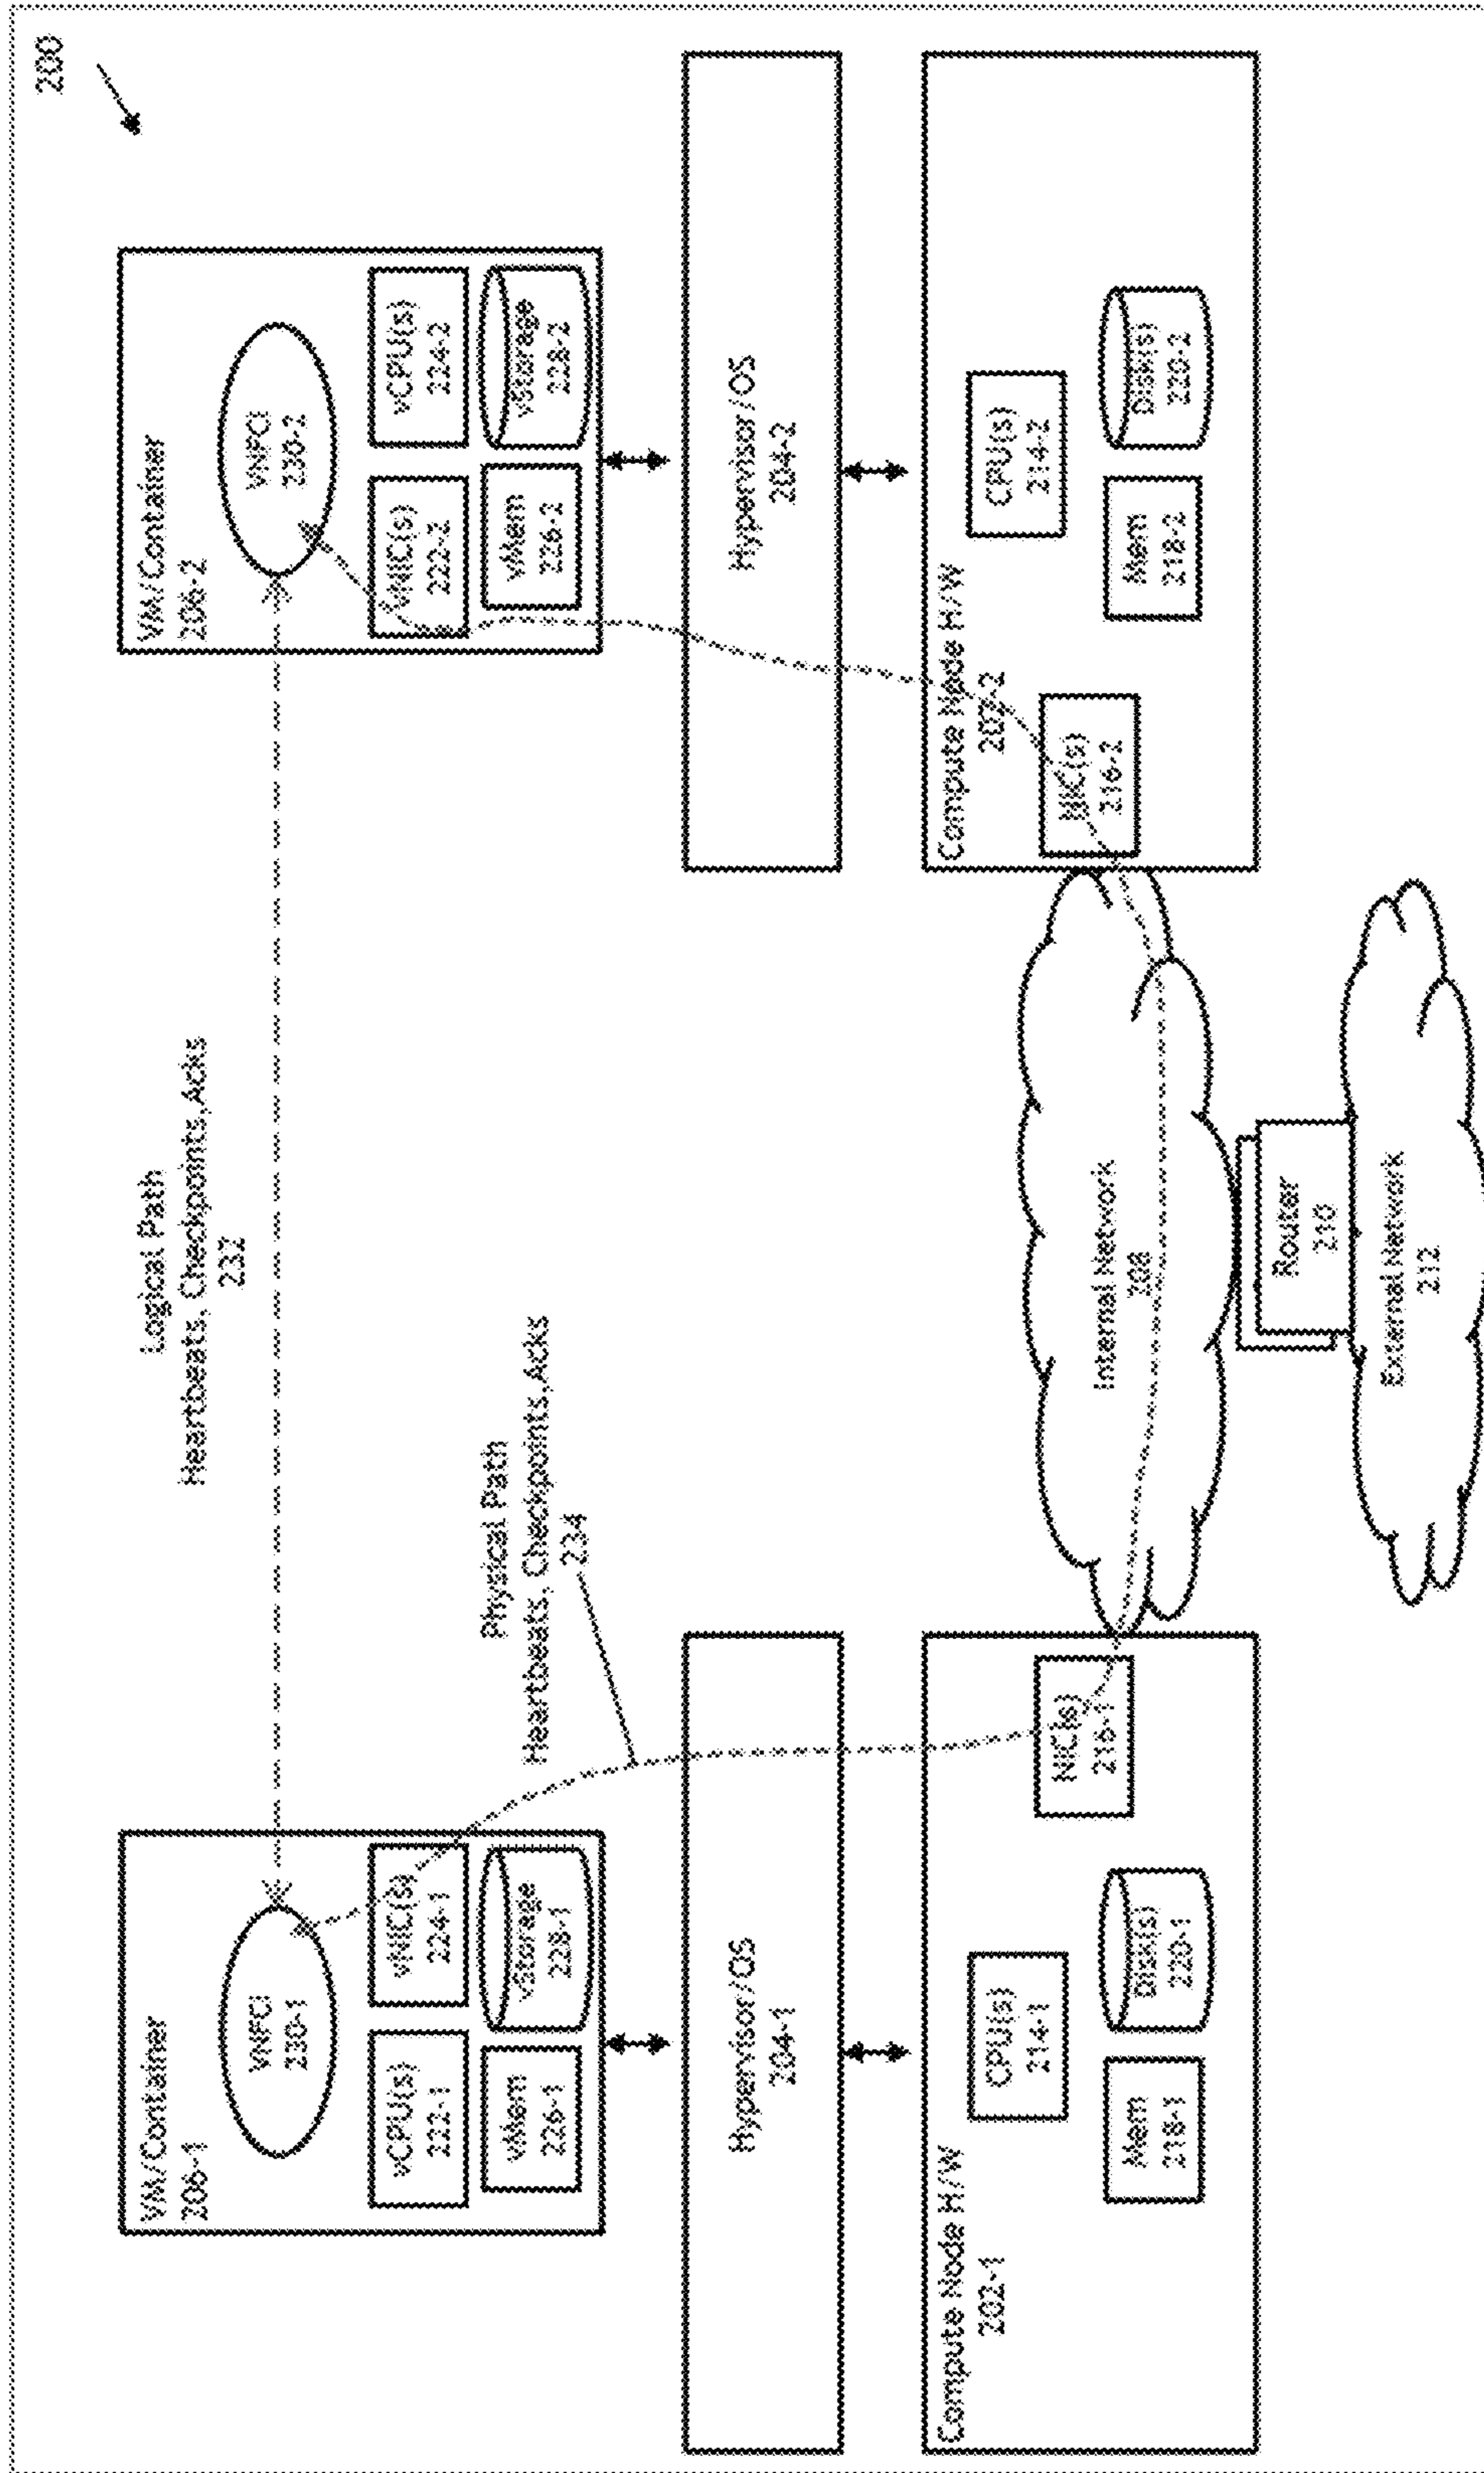 200
VM/Container
206-1
VNFCI
230-1
vCPU(s)
222-1
vNIC(s)
224-1
vMem
226-1
vStorage
228-1
Logical Path
Heartbeats, Checkpoints,Acks
232
VM/Container
206-2
VNFCI
230-2
vNIC(s)
222-2
vCPU(s)
224-2
vMem
226-2
vStorage
228-2
Physical Path
Heartbeats, Checkpoints,Acks
234
Hypervisor/OS
204-1
Hypervisor/OS
204-2
Compute Node H/W
202-1
CPU(s)
214-1
NIC(s)
216-1
Mem
218-1
Disk(s)
220-1
Internal Network
208
Compute Node H/W
202-2
NIC(s)
216-2
CPU(s)
214-2
Mem
218-2
Disk(s)
220-2
Router
210
External Network
212